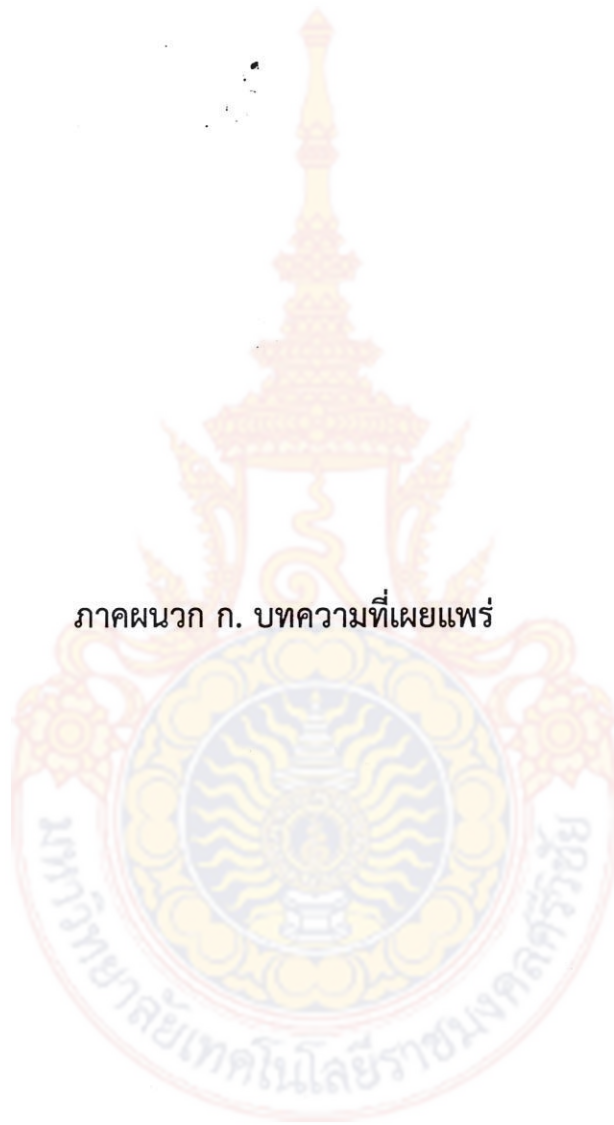 ภาคผนวก ก. บทความที่เผยแพร่
มหาวิทยาลัยเทคโนโลยีราชมงคลศรีวิชัย